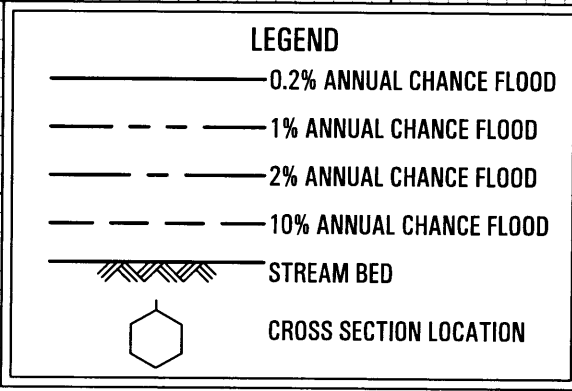 LEGEND
0.2% ANNUAL CHANCE FLOOD
1% ANNUAL CHANCE FLOOD
2% ANNUAL CHANCE FLOOD
10% ANNUAL CHANCE FLOOD
STREAM BED
CROSS SECTION LOCATION